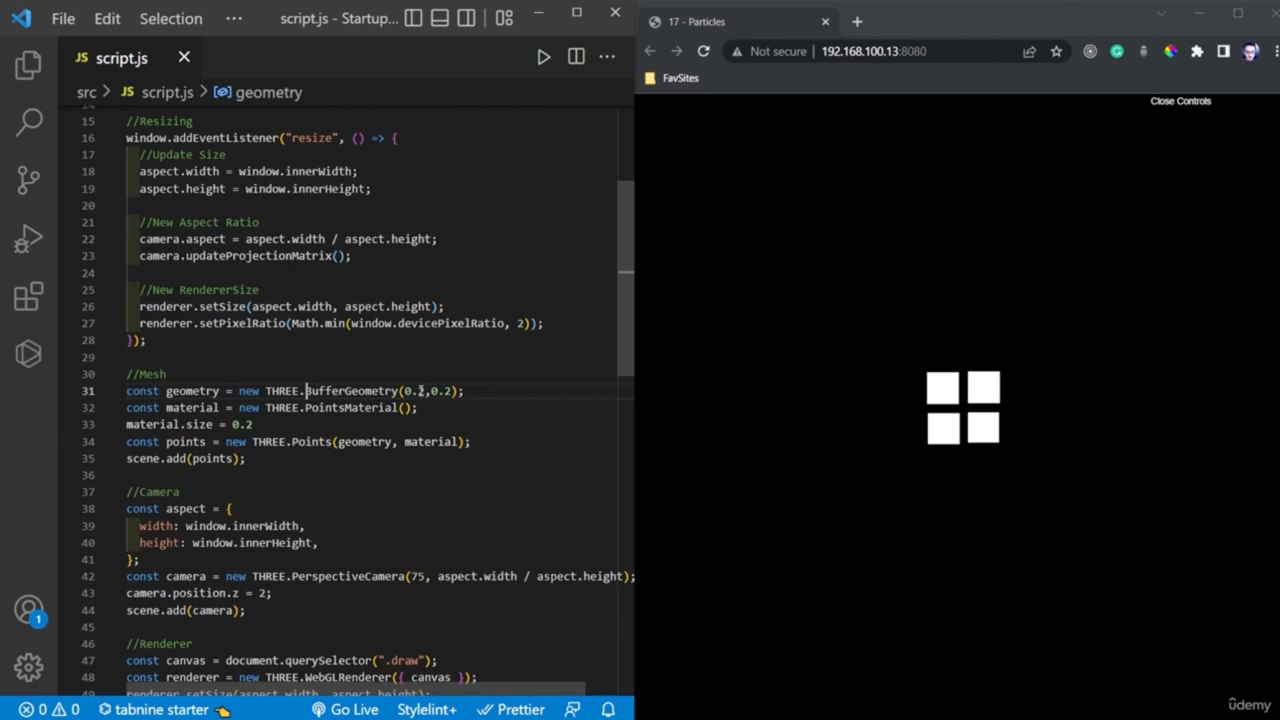 File Edit Selection ··· script.js - Startup...
JS script.js
src > JS script.js > geometry
14
15 //Resizing
16 window.addEventListener("resize", () => {
17 //Update Size
18 aspect.width = window.innerWidth;
19 aspect.height = window.innerHeight;
20
21 //New Aspect Ratio
22 camera.aspect = aspect.width / aspect.height;
23 camera.updateProjectionMatrix();
24
25 //New RendererSize
26 renderer.setSize(aspect.width, aspect.height);
27 renderer.setPixelRatio(Math.min(window.devicePixelRatio, 2));
28 });
29
30 //Mesh
31 const geometry = new THREE.BufferGeometry(0.2,0.2);
32 const material = new THREE.PointsMaterial();
33 material.size = 0.2
34 const points = new THREE.Points(geometry, material);
35 scene.add(points);
36
37 //Camera
38 const aspect = {
39 width: window.innerWidth,
40 height: window.innerHeight,
41 };
42 const camera = new THREE.PerspectiveCamera(75, aspect.width / aspect.height);
43 camera.position.z = 2;
44 scene.add(camera);
45
46 //Renderer
47 const canvas = document.querySelector(".draw");
48 const renderer = new THREE.WebGLRenderer({ canvas });
49 renderer.setSize(aspect.width, aspect.height);
1
0 0 tabnine starter Go Live Stylelint+ Prettier
17 - Particles
Not secure 192.168.100.13:8080
FavSites
Close Controls
ûdemy